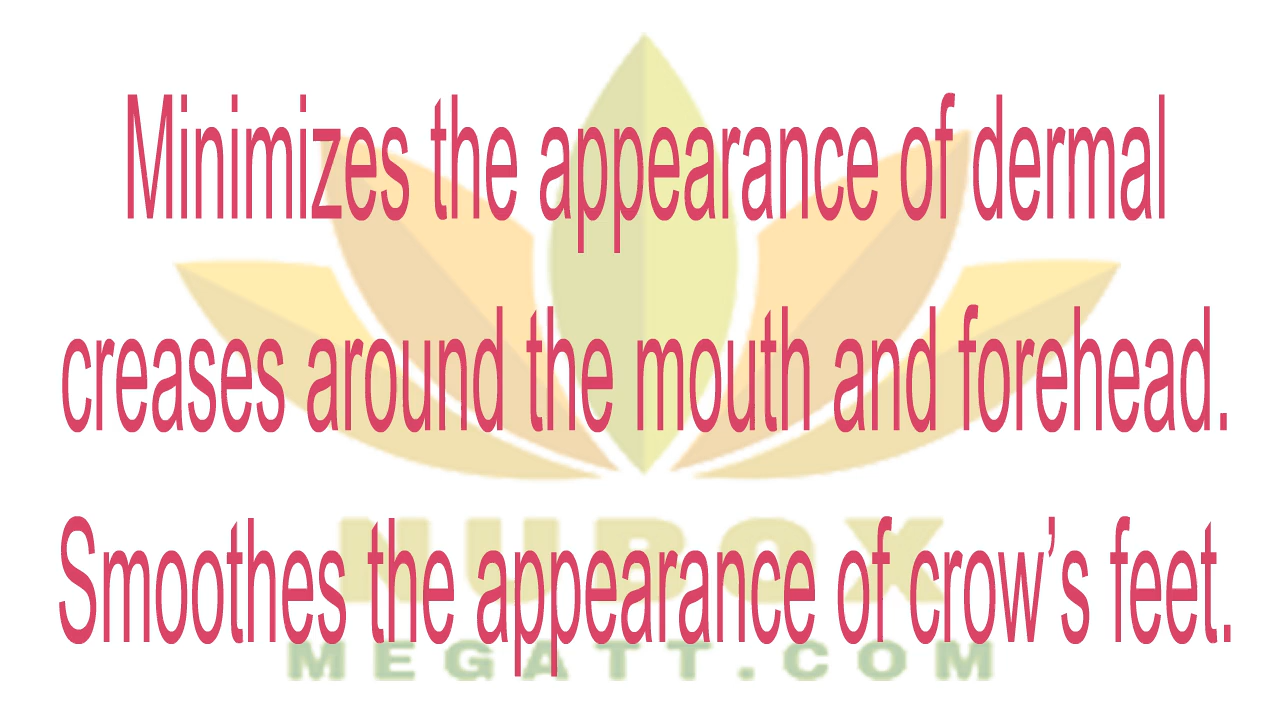 Minimizes the appearance of dermal
creases around the mouth and forehead.
Smoothes the appearance of crow’s feet.
NUBOX
MEGATT.COM